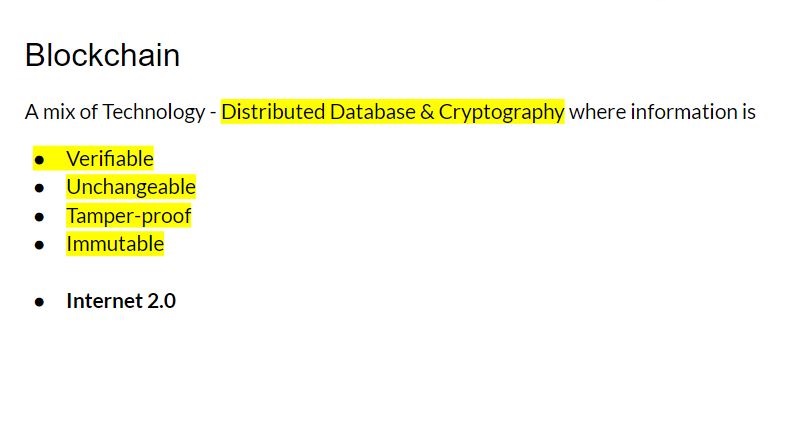 Blockchain
A mix of Technology - Distributed Database & Cryptography where information is
● Verifiable
● Unchangeable
● Tamper-proof
● Immutable
● Internet 2.0